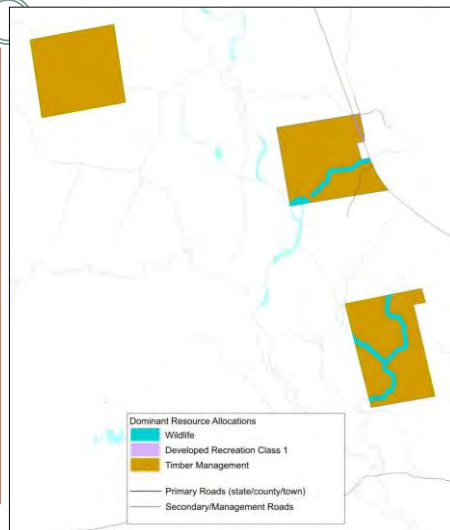 Dominant Resource Allocations
Wildlife
Developed Recreation Class 1
Timber Management
Primary Roads (state/county/town)
Secondary/Management Roads